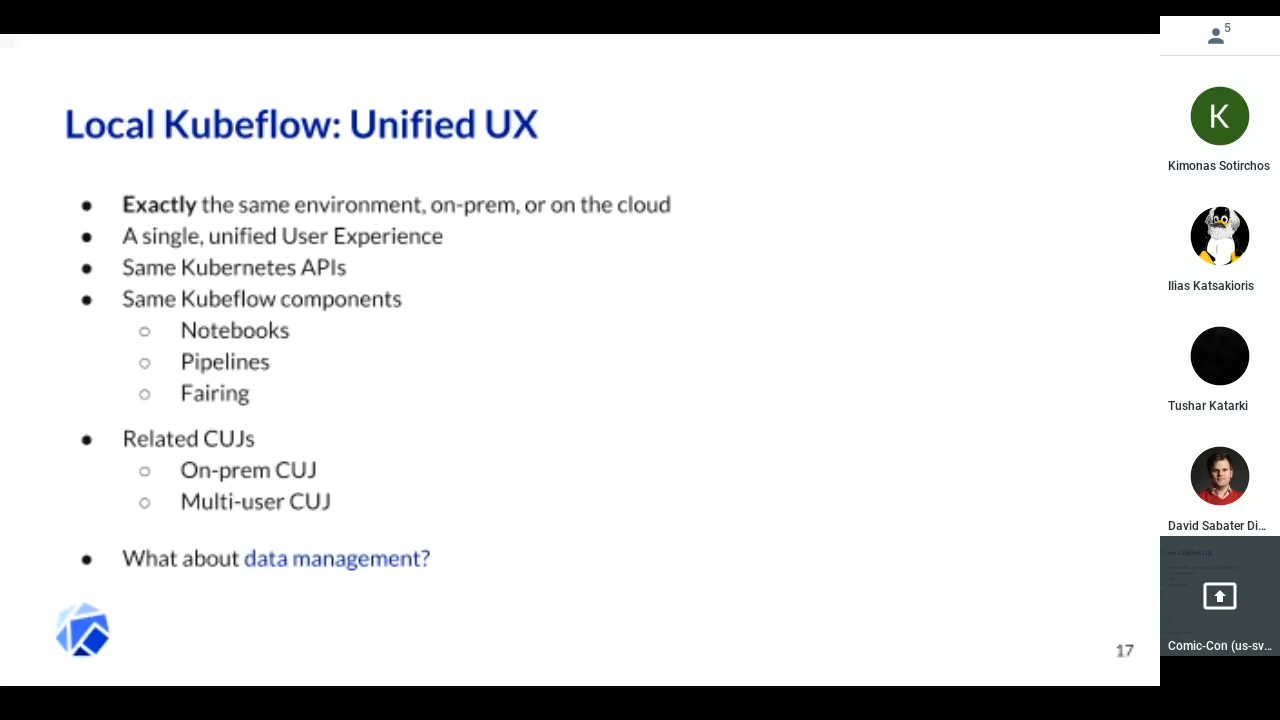 Local Kubeflow: Unified UX
● Exactly the same environment, on-prem, or on the cloud
● A single, unified User Experience
● Same Kubernetes APIs
● Same Kubeflow components
○ Notebooks
○ Pipelines
○ Fairing
● Related CUJs
○ On-prem CUJ
○ Multi-user CUJ
● What about data management?
17
5
K
Kimonas Sotirchos
Ilias Katsakioris
Tushar Katarki
David Sabater Di...
Comic-Con (us-sv...